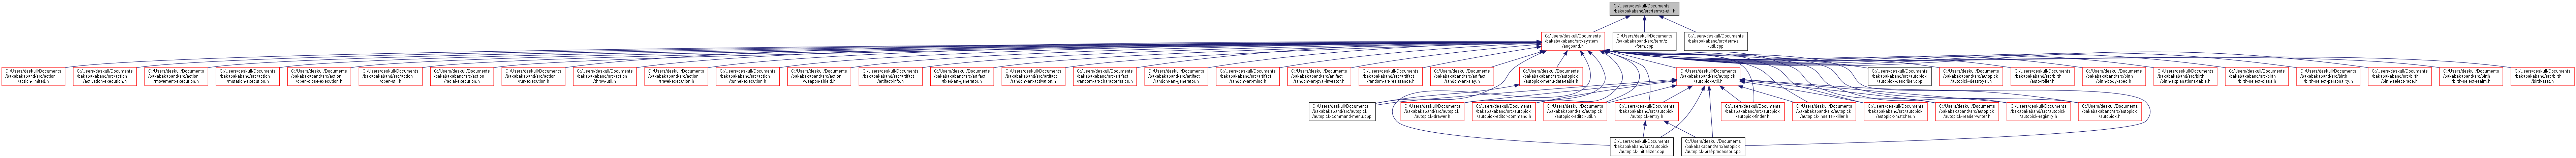 C:/Users/deskull/Documents
/bakabakaband/src/term/z-util.h
C:/Users/deskull/Documents
/bakabakaband/src/system
/angband.h
C:/Users/deskull/Documents
/bakabakaband/src/term/z
-form.cpp
C:/Users/deskull/Documents
/bakabakaband/src/term/z
-util.cpp
C:/Users/deskull/Documents
/bakabakaband/src/action
/action-limited.h
C:/Users/deskull/Documents
/bakabakaband/src/action
/activation-execution.h
C:/Users/deskull/Documents
/bakabakaband/src/action
/movement-execution.h
C:/Users/deskull/Documents
/bakabakaband/src/action
/mutation-execution.h
C:/Users/deskull/Documents
/bakabakaband/src/action
/open-close-execution.h
C:/Users/deskull/Documents
/bakabakaband/src/action
/open-util.h
C:/Users/deskull/Documents
/bakabakaband/src/action
/racial-execution.h
C:/Users/deskull/Documents
/bakabakaband/src/action
/run-execution.h
C:/Users/deskull/Documents
/bakabakaband/src/action
/throw-util.h
C:/Users/deskull/Documents
/bakabakaband/src/action
/travel-execution.h
C:/Users/deskull/Documents
/bakabakaband/src/action
/tunnel-execution.h
C:/Users/deskull/Documents
/bakabakaband/src/action
/weapon-shield.h
C:/Users/deskull/Documents
/bakabakaband/src/artifact
/artifact-info.h
C:/Users/deskull/Documents
/bakabakaband/src/artifact
/fixed-art-generator.h
C:/Users/deskull/Documents
/bakabakaband/src/artifact
/random-art-activation.h
C:/Users/deskull/Documents
/bakabakaband/src/artifact
/random-art-characteristics.h
C:/Users/deskull/Documents
/bakabakaband/src/artifact
/random-art-generator.h
C:/Users/deskull/Documents
/bakabakaband/src/artifact
/random-art-misc.h
C:/Users/deskull/Documents
/bakabakaband/src/artifact
/random-art-pval-investor.h
C:/Users/deskull/Documents
/bakabakaband/src/artifact
/random-art-resistance.h
C:/Users/deskull/Documents
/bakabakaband/src/artifact
/random-art-slay.h
C:/Users/deskull/Documents
/bakabakaband/src/autopick
/autopick-menu-data-table.h
C:/Users/deskull/Documents
/bakabakaband/src/autopick
/autopick-util.h
C:/Users/deskull/Documents
/bakabakaband/src/autopick
/autopick-describer.cpp
C:/Users/deskull/Documents
/bakabakaband/src/autopick
/autopick-destroyer.h
C:/Users/deskull/Documents
/bakabakaband/src/birth
/auto-roller.h
C:/Users/deskull/Documents
/bakabakaband/src/birth
/birth-body-spec.h
C:/Users/deskull/Documents
/bakabakaband/src/birth
/birth-explanations-table.h
C:/Users/deskull/Documents
/bakabakaband/src/birth
/birth-select-class.h
C:/Users/deskull/Documents
/bakabakaband/src/birth
/birth-select-personality.h
C:/Users/deskull/Documents
/bakabakaband/src/birth
/birth-select-race.h
C:/Users/deskull/Documents
/bakabakaband/src/birth
/birth-select-realm.h
C:/Users/deskull/Documents
/bakabakaband/src/birth
/birth-stat.h
C:/Users/deskull/Documents
/bakabakaband/src/autopick
/autopick-command-menu.cpp
C:/Users/deskull/Documents
/bakabakaband/src/autopick
/autopick-drawer.h
C:/Users/deskull/Documents
/bakabakaband/src/autopick
/autopick-editor-command.h
C:/Users/deskull/Documents
/bakabakaband/src/autopick
/autopick-editor-util.h
C:/Users/deskull/Documents
/bakabakaband/src/autopick
/autopick-entry.h
C:/Users/deskull/Documents
/bakabakaband/src/autopick
/autopick-finder.h
C:/Users/deskull/Documents
/bakabakaband/src/autopick
/autopick-inserter-killer.h
C:/Users/deskull/Documents
/bakabakaband/src/autopick
/autopick-matcher.h
C:/Users/deskull/Documents
/bakabakaband/src/autopick
/autopick-reader-writer.h
C:/Users/deskull/Documents
/bakabakaband/src/autopick
/autopick-registry.h
C:/Users/deskull/Documents
/bakabakaband/src/autopick
/autopick.h
C:/Users/deskull/Documents
/bakabakaband/src/autopick
/autopick-initializer.cpp
C:/Users/deskull/Documents
/bakabakaband/src/autopick
/autopick-pref-processor.cpp